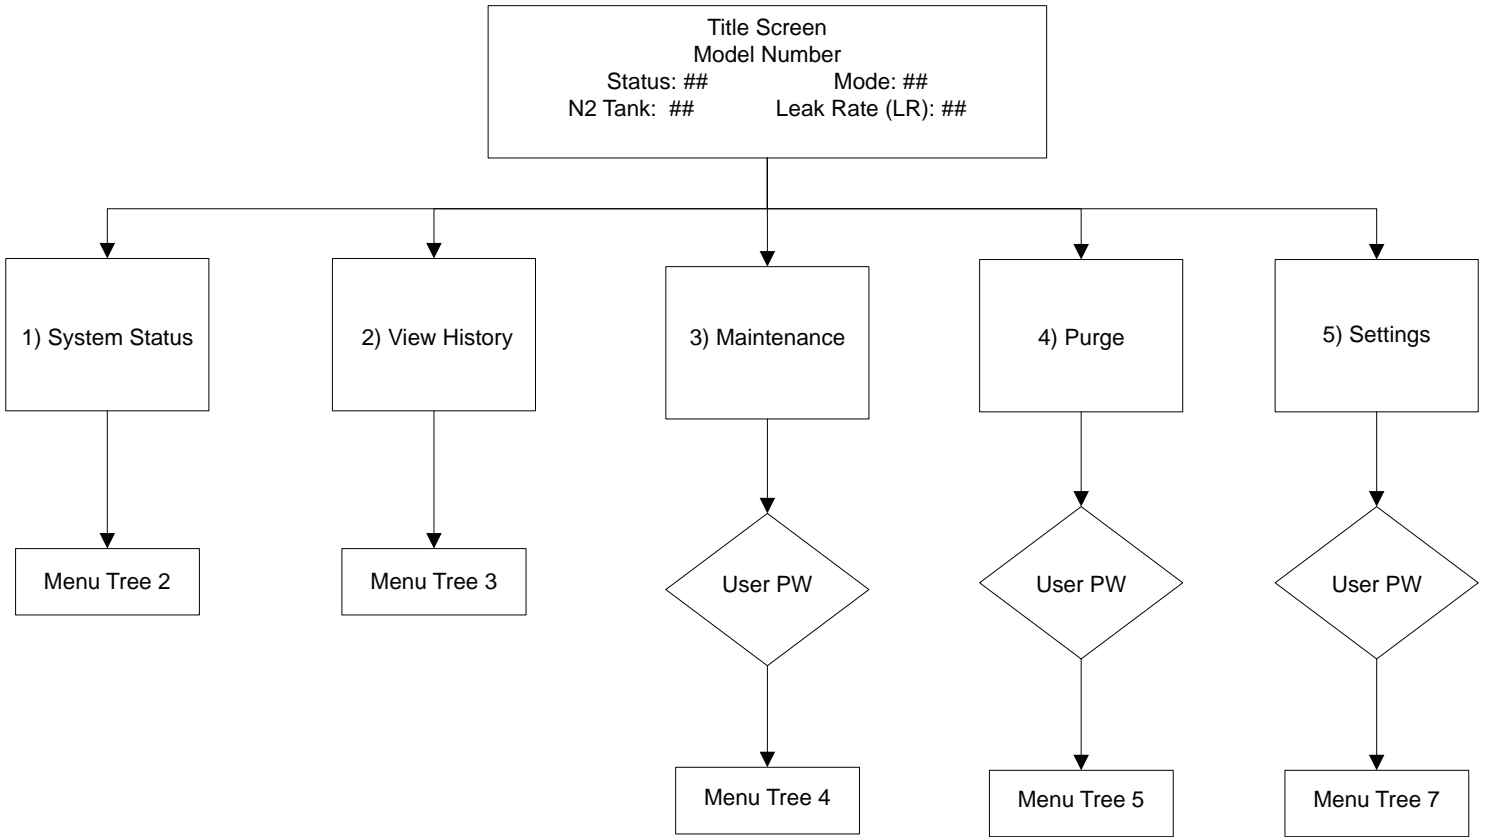 Title Screen
Model Number
Status: ## Mode: ##
N2 Tank: ## Leak Rate (LR): ##
1) System Status
2) View History
3) Maintenance
4) Purge
5) Settings
Menu Tree 2
Menu Tree 3
User PW
User PW
User PW
Menu Tree 4
Menu Tree 5
Menu Tree 7